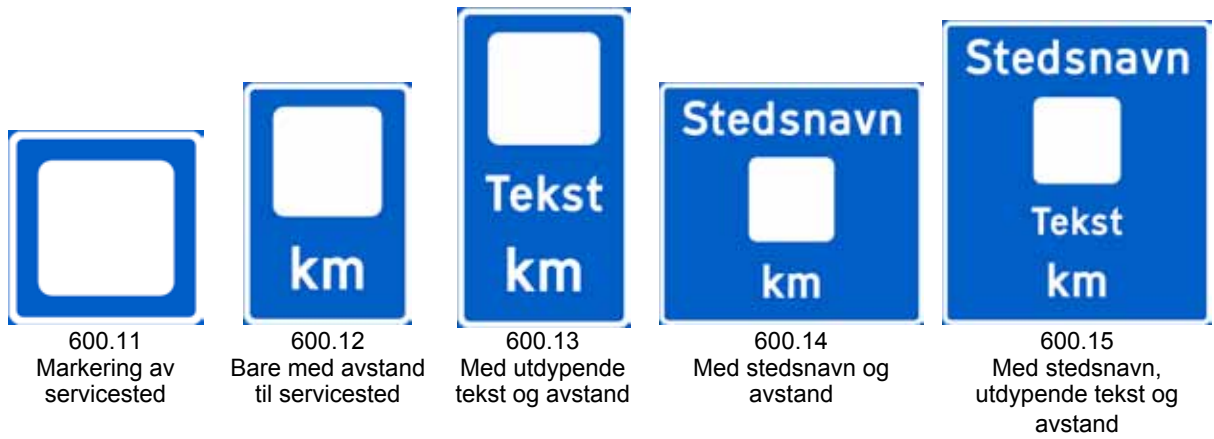 km
Tekst
km
Stedsnavn
km
Stedsnavn
Tekst
km
600.11
Markering av
servicested
600.12
Bare med avstand
til servicested
600.13
Med utdypende
tekst og avstand
600.14
Med stedsnavn og
avstand
600.15
Med stedsnavn,
utdypende tekst og
avstand